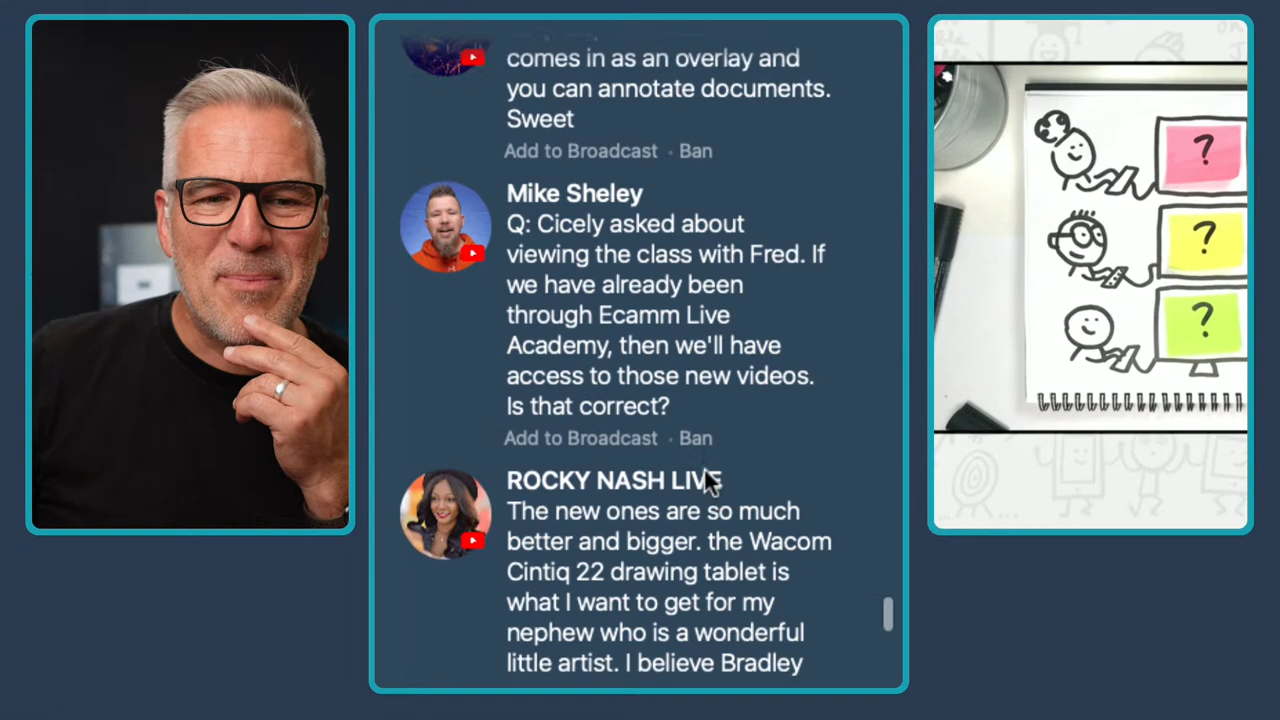 comes in as an overlay and
you can annotate documents.
Sweet
Add to Broadcast · Ban
Mike Sheley
Q: Cicely asked about
viewing the class with Fred. If
we have already been
through Ecamm Live
Academy, then we'll have
access to those new videos.
Is that correct?
Add to Broadcast · Ban
ROCKY NASH LIVE
The new ones are so much
better and bigger. the Wacom
Cintiq 22 drawing tablet is
what I want to get for my
nephew who is a wonderful
little artist. I believe Bradley
?
?
?